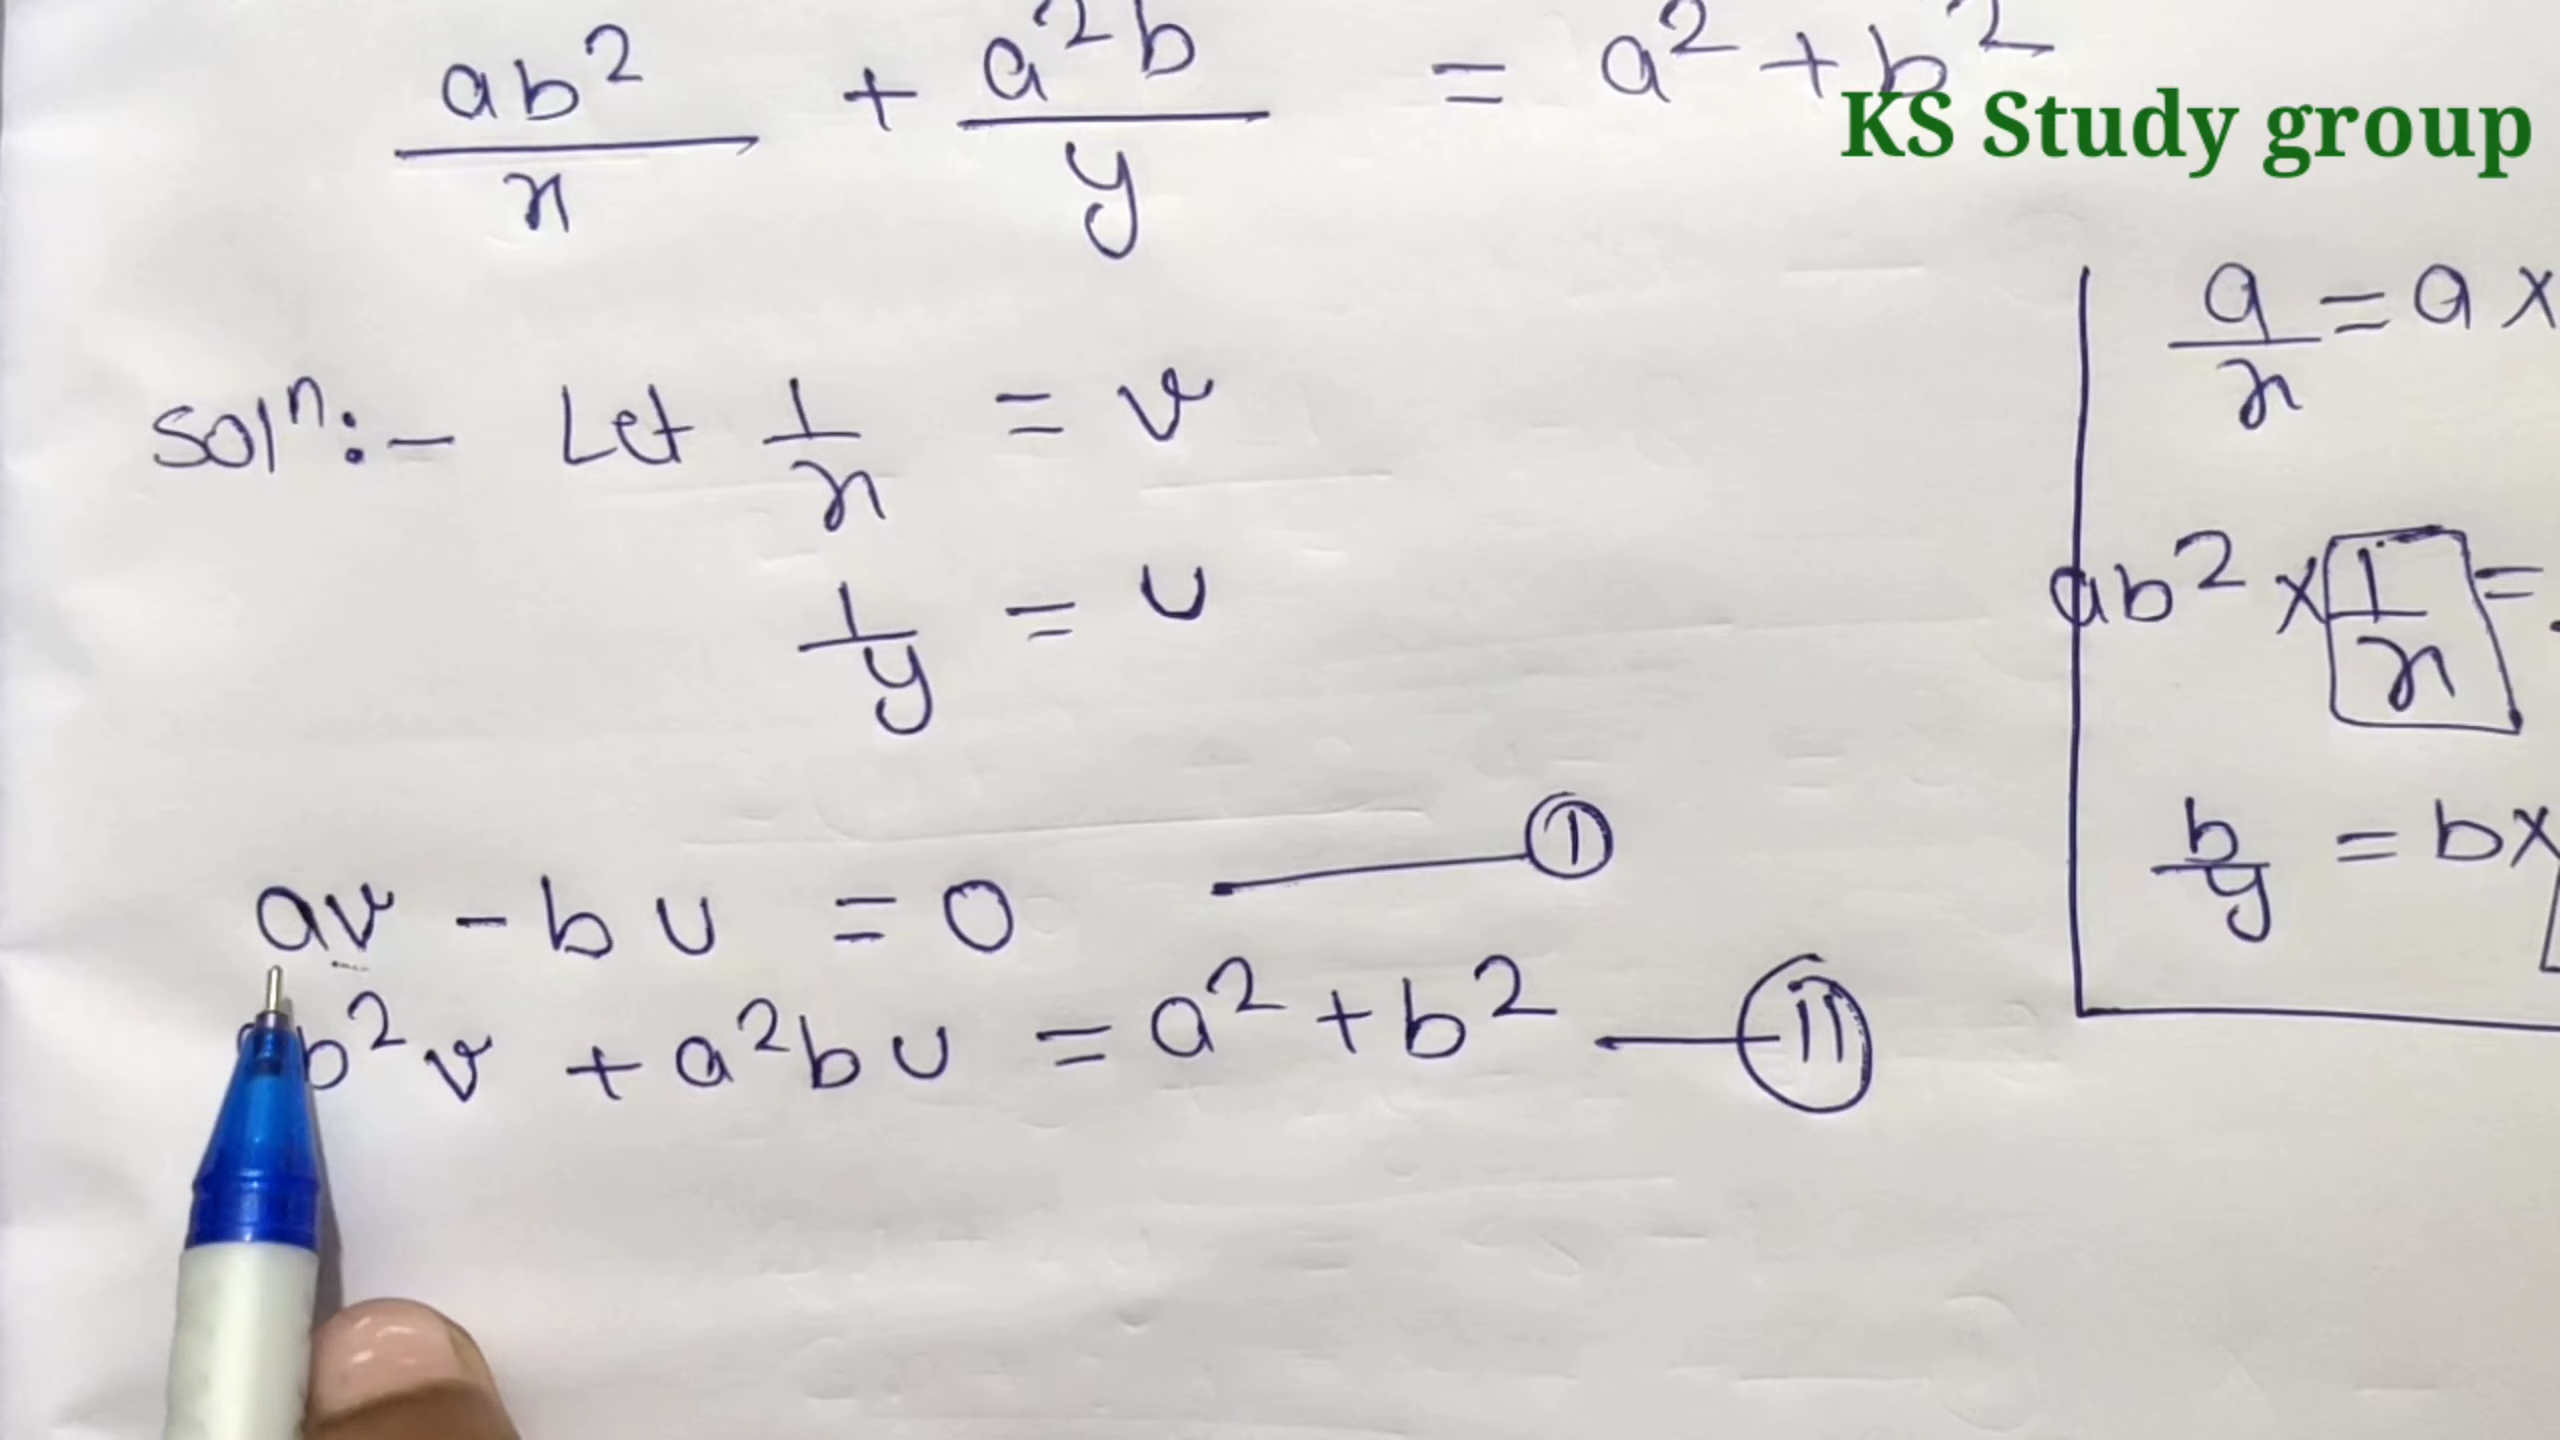 ab²/x + a²b/y = a² + b²
KS Study group
Solⁿ:- Let 1/x = v
1/y = u
av - bu = 0 — I
b²v + a²bu = a² + b² — II
a/x = a×
ab² × 1/x =
b/y = b×